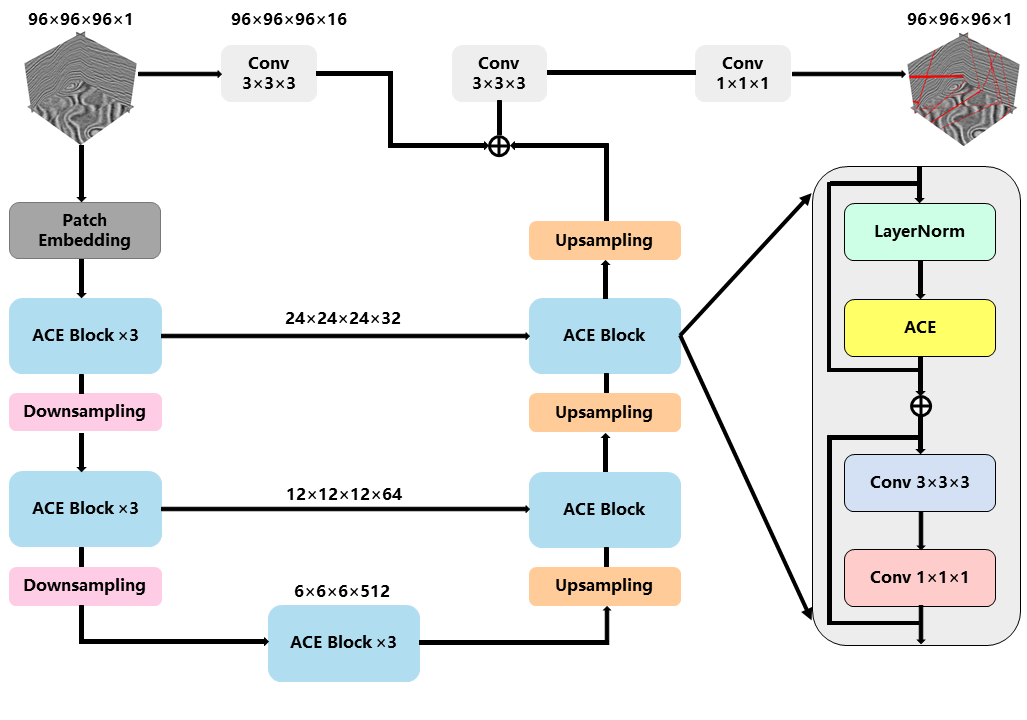 96×96×96×1
96×96×96×16
96×96×96×1
Conv
3×3×3
Conv
3×3×3
Conv
1×1×1
Patch
Embedding
Upsampling
LayerNorm
ACE Block ×3
24×24×24×32
ACE Block
ACE
Downsampling
Upsampling
Conv 3×3×3
ACE Block ×3
12×12×12×64
ACE Block
Conv 1×1×1
Downsampling
Upsampling
6×6×6×512
ACE Block ×3